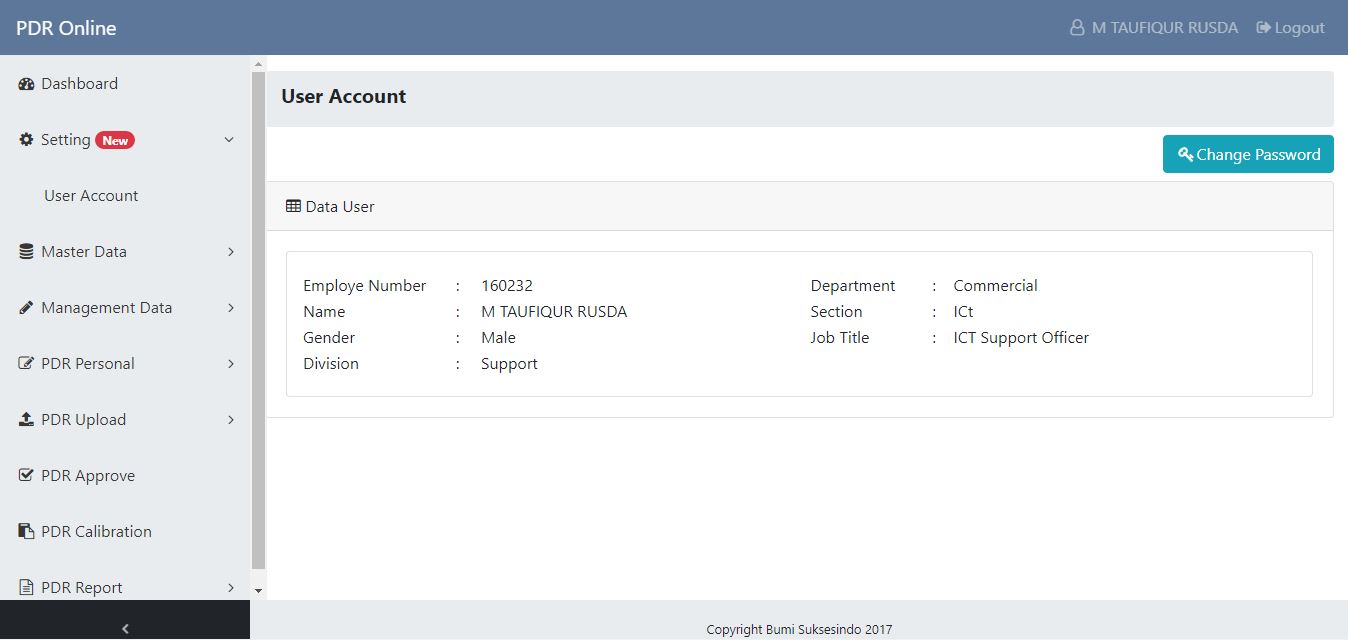 PDR Online
M TAUFIQUR RUSDA Logout
Dashboard
Setting New
User Account
Master Data
Management Data
PDR Personal
PDR Upload
PDR Approve
PDR Calibration
PDR Report
User Account
Change Password
Data User
Employe Number : 160232 Department : Commercial
Name : M TAUFIQUR RUSDA Section : ICt
Gender : Male Job Title : ICT Support Officer
Division : Support
Copyright Bumi Suksesindo 2017